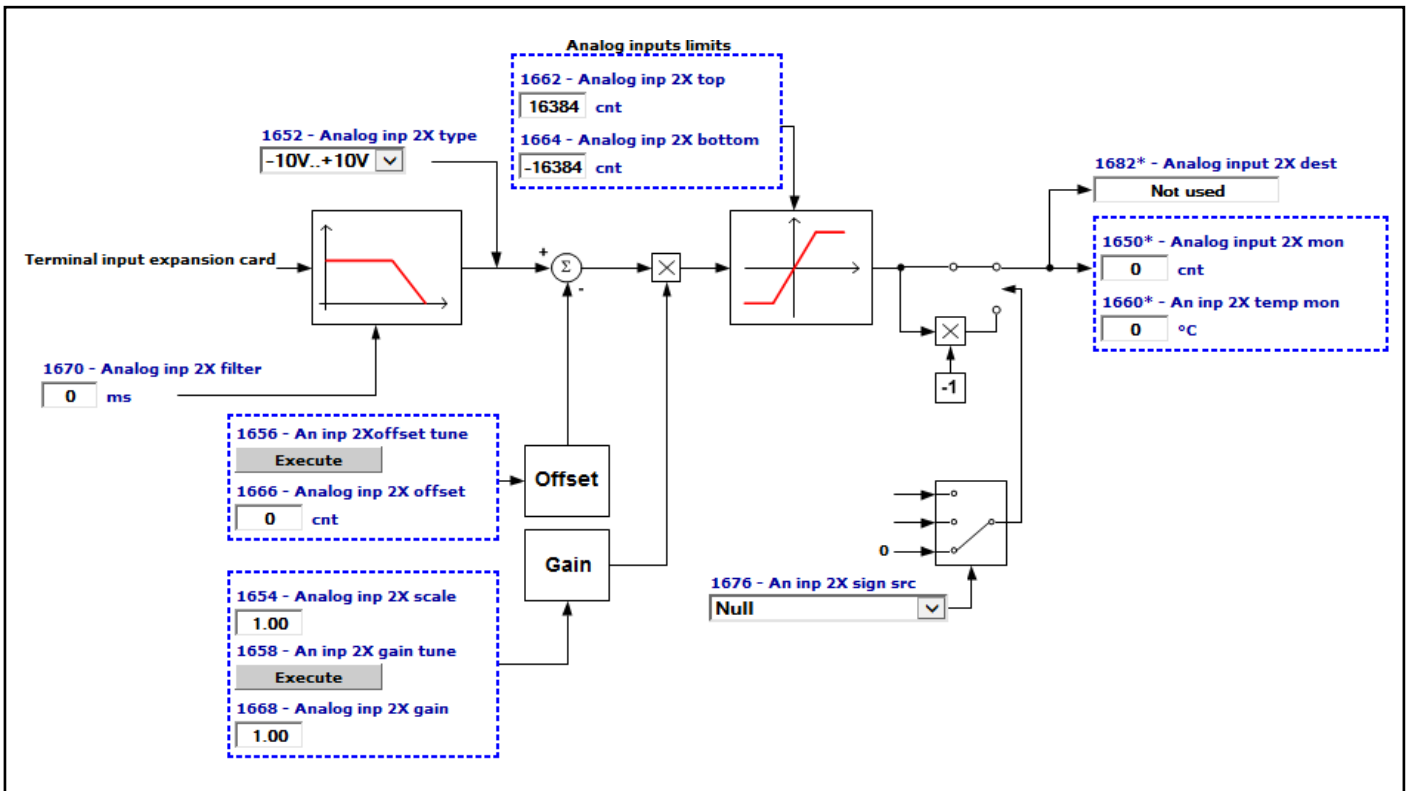 Analog inputs limits
1662 - Analog inp 2X top
16384 cnt
1664 - Analog inp 2X bottom
-16384 cnt
1652 - Analog inp 2X type
-10V..+10V
1682* - Analog input 2X dest
Not used
1650* - Analog input 2X mon
0 cnt
1660* - An inp 2X temp mon
0 °C
Terminal input expansion card
+
Σ
-
-1
1670 - Analog inp 2X filter
0 ms
1656 - An inp 2Xoffset tune
Execute
1666 - Analog inp 2X offset
0 cnt
Offset
Gain
1654 - Analog inp 2X scale
1.00
1658 - An inp 2X gain tune
Execute
1668 - Analog inp 2X gain
1.00
0
1676 - An inp 2X sign src
Null